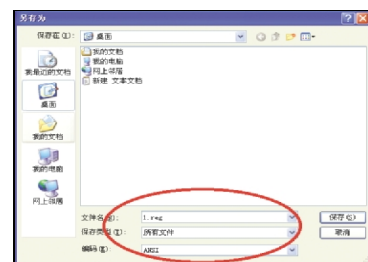 另存为
保存在(I):
桌面
我的文档
我的电脑
网上邻居
新建 文本文档
我最近的文档
桌面
我的文档
我的电脑
网上邻居
文件名(N): 1.reg 保存(S)
保存类型(T): 所有文件 取消
编码(E): ANSI